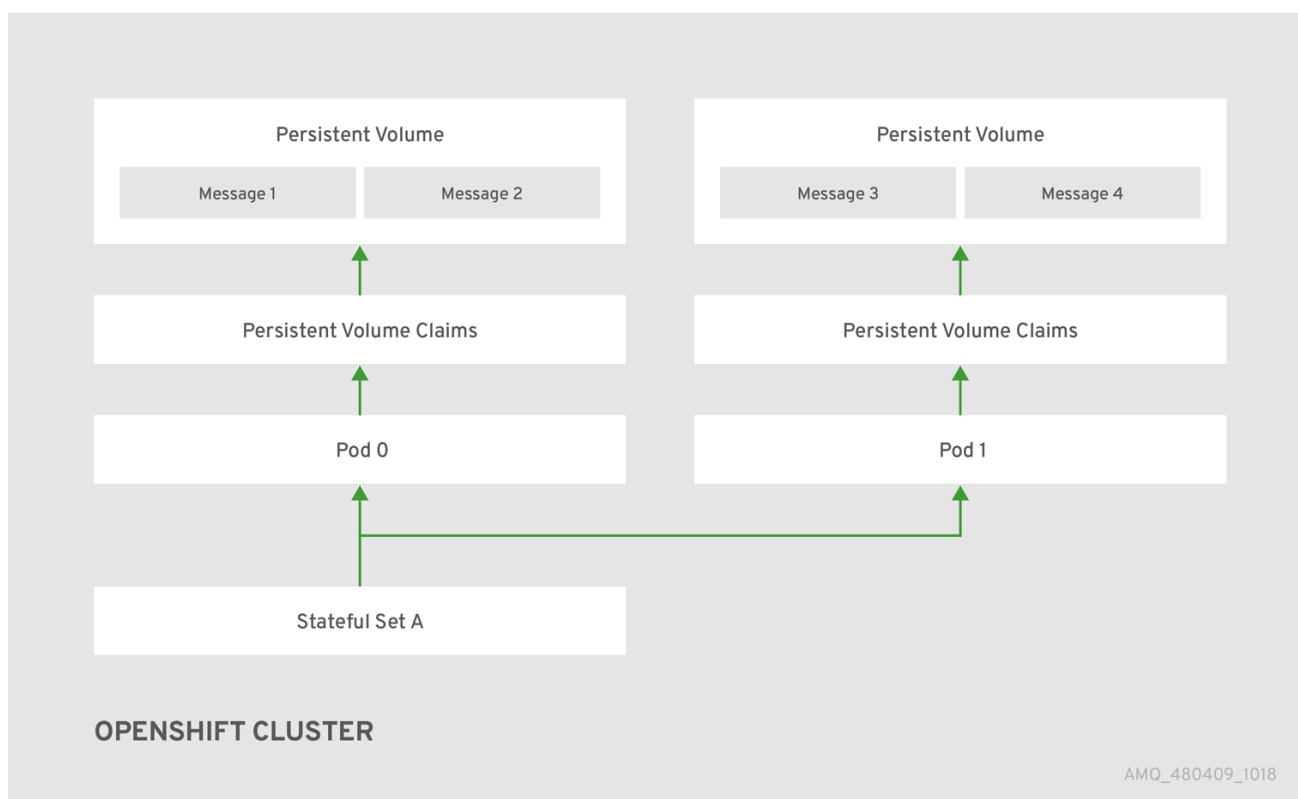 Persistent Volume
Message 1
Message 2
Persistent Volume Claims
Pod 0
Persistent Volume
Message 3
Message 4
Persistent Volume Claims
Pod 1
Stateful Set A
OPENSHIFT CLUSTER
AMQ_480409_1018